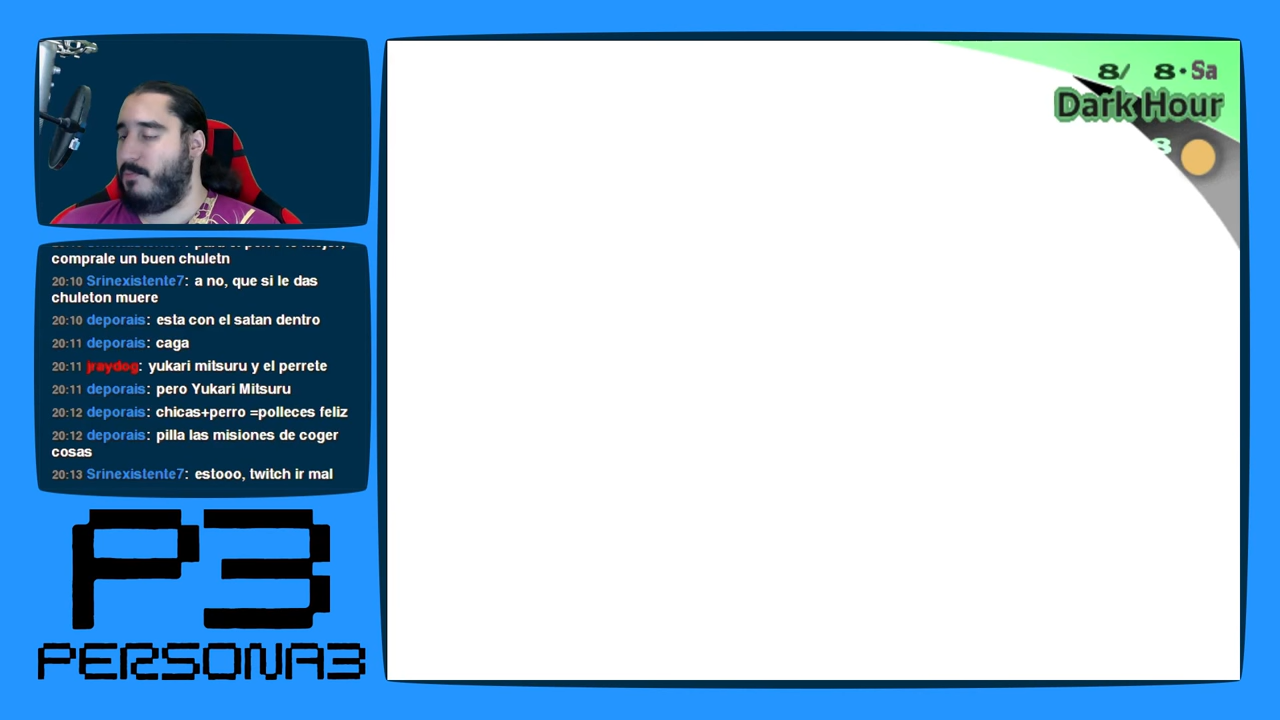 comprale un buen chuletn
20:10 Srinexistente7: a no, que si le das
chuleton muere
20:10 deporais: esta con el satan dentro
20:11 deporais: caga
20:11 jraydog: yukari mitsuru y el perrete
20:11 deporais: pero Yukari Mitsuru
20:12 deporais: chicas+perro =polleces feliz
20:12 deporais: pilla las misiones de coger
cosas
20:13 Srinexistente7: estooo, twitch ir mal
P3
PERSONA3
8/ 8·Sa
Dark Hour
8